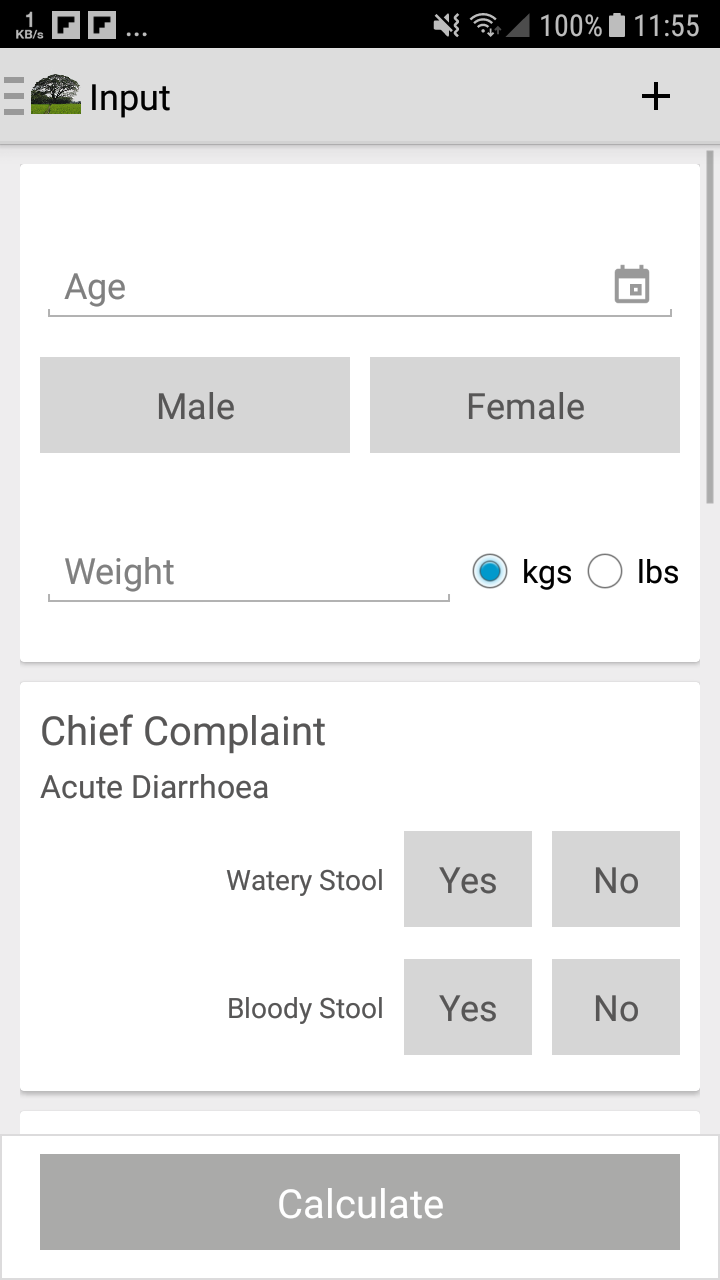 1 KB/s ... 100% 11:55
Input +
Age
Male Female
Weight kgs lbs
Chief Complaint
Acute Diarrhoea
Watery Stool Yes No
Bloody Stool Yes No
Calculate